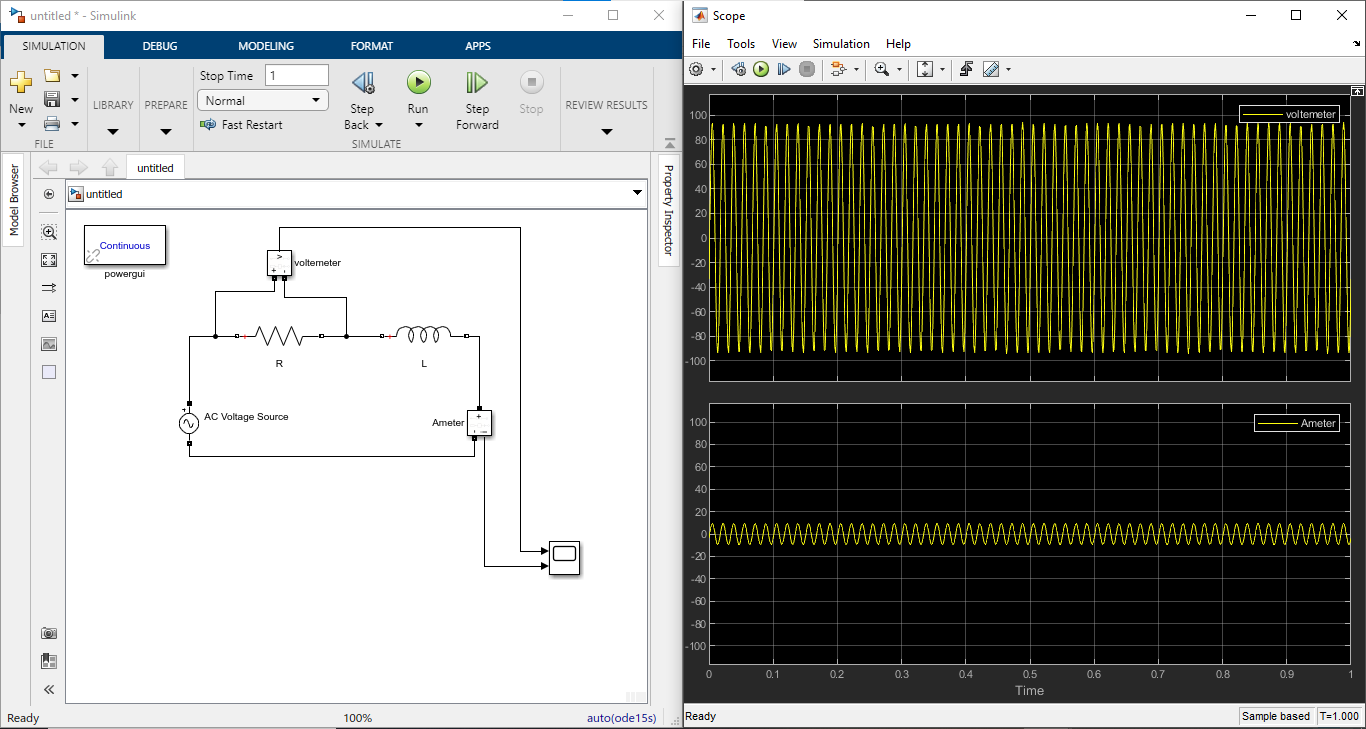 untitled * - Simulink
SIMULATION DEBUG MODELING FORMAT APPS
New
FILE
LIBRARY
PREPARE
Stop Time 1
Normal
Fast Restart
Step Back
Run
Step Forward
Stop
SIMULATE
REVIEW RESULTS
Model Browser
untitled
untitled
Property Inspector
Continuous
powergui
voltemeter
R
L
AC Voltage Source
Ameter
Ready 100% auto(ode15s)
Scope
File Tools View Simulation Help
voltemeter
100
80
60
40
20
0
-20
-40
-60
-80
-100
Ameter
100
80
60
40
20
0
-20
-40
-60
-80
-100
0 0.1 0.2 0.3 0.4 0.5 0.6 0.7 0.8 0.9 1
Time
Ready Sample based T=1.000